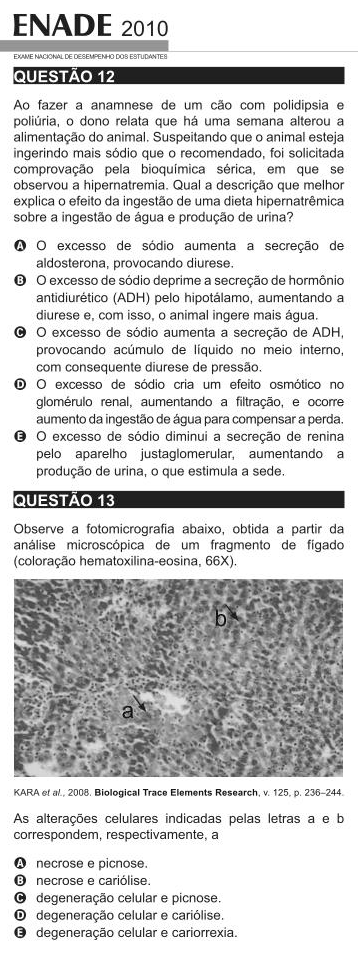 ENADE 2010
EXAME NACIONAL DE DESEMPENHO DOS ESTUDANTES
QUESTÃO 12
Ao fazer a anamnese de um cão com polidipsia e
poliúria, o dono relata que há uma semana alterou a
alimentação do animal. Suspeitando que o animal esteja
ingerindo mais sódio que o recomendado, foi solicitada
comprovação pela bioquímica sérica, em que se
observou a hipernatremia. Qual a descrição que melhor
explica o efeito da ingestão de uma dieta hipernatrêmica
sobre a ingestão de água e produção de urina?
A O excesso de sódio aumenta a secreção de
aldosterona, provocando diurese.
B O excesso de sódio deprime a secreção de hormônio
antidiurético (ADH) pelo hipotálamo, aumentando a
diurese e, com isso, o animal ingere mais água.
C O excesso de sódio aumenta a secreção de ADH,
provocando acúmulo de líquido no meio interno,
com consequente diurese de pressão.
D O excesso de sódio cria um efeito osmótico no
glomérulo renal, aumentando a filtração, e ocorre
aumento da ingestão de água para compensar a perda.
E O excesso de sódio diminui a secreção de renina
pelo aparelho justaglomerular, aumentando a
produção de urina, o que estimula a sede.
QUESTÃO 13
Observe a fotomicrografia abaixo, obtida a partir da
análise microscópica de um fragmento de fígado
(coloração hematoxilina-eosina, 66X).
b
a
KARA et al., 2008. Biological Trace Elements Research, v. 125, p. 236–244.
As alterações celulares indicadas pelas letras a e b
correspondem, respectivamente, a
A necrose e picnose.
B necrose e cariólise.
C degeneração celular e picnose.
D degeneração celular e cariólise.
E degeneração celular e cariorrexia.